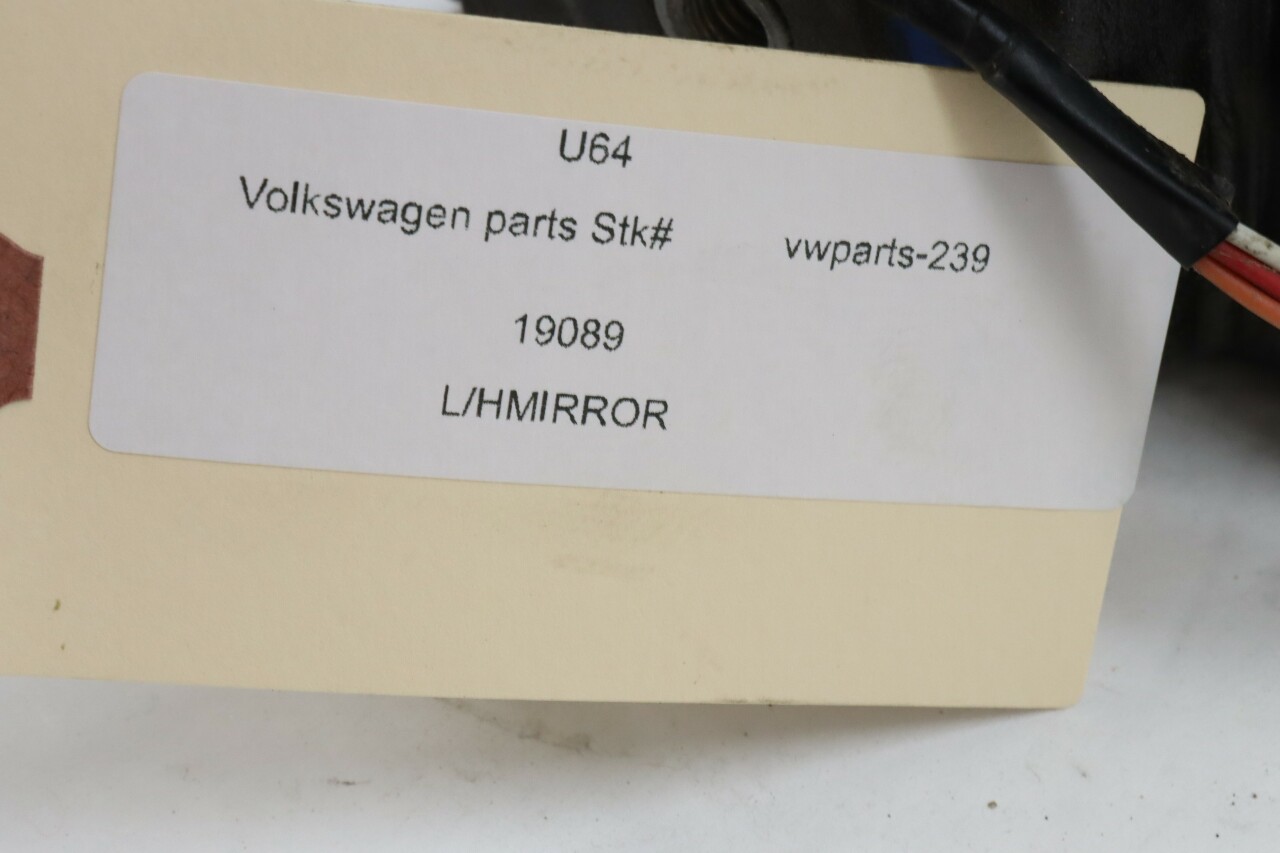 U64
Volkswagen parts Stk# vwparts-239
19089
L/HMIRROR